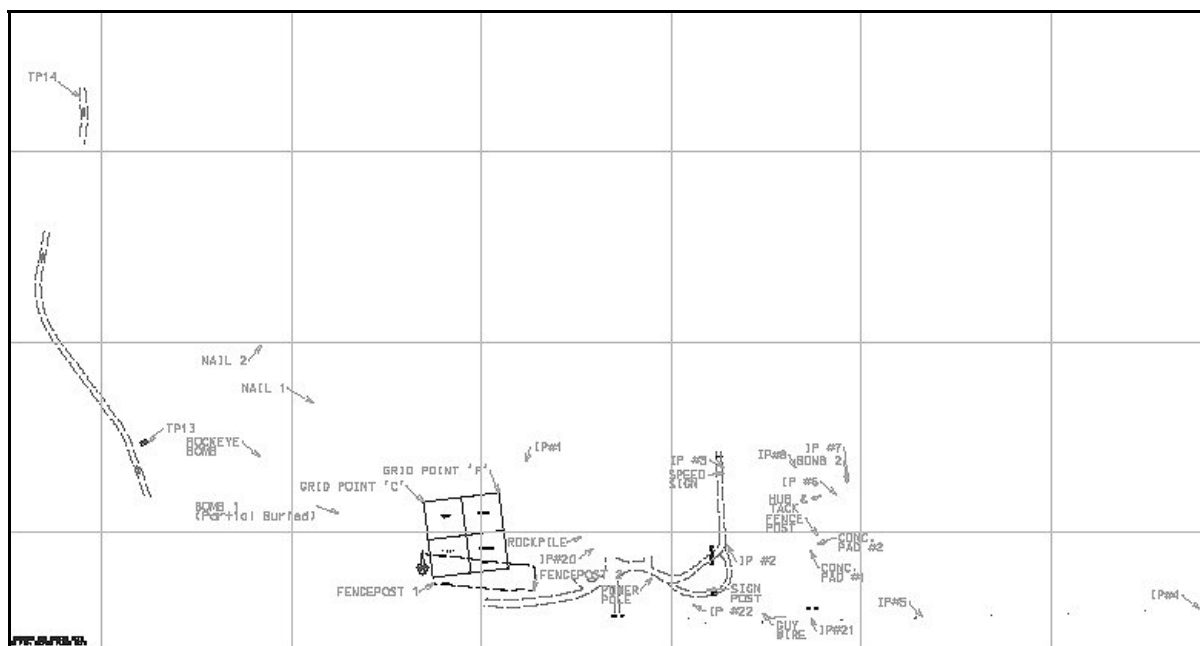 TP14
NAIL 2
NAIL 1
TP13
ROCKEYE
BOMB
IP#1
GRID POINT 'F'
GRID POINT 'C'
BOMB 1
(Partial Buried)
IP #3
SPEED
SIGN
IP#8
IP #7
BOMB 2
IP #6
HUB &
TACK
FENCE
POST
ROCKPILE
IP#20
CONC.
PAD #2
IP #2
CONC.
PAD #1
FENCEPOST 1
FENCEPOST 2
POWER
POLE
SIGN
POST
IP #22
GUY
WIRE
IP#21
IP#5
IP#4